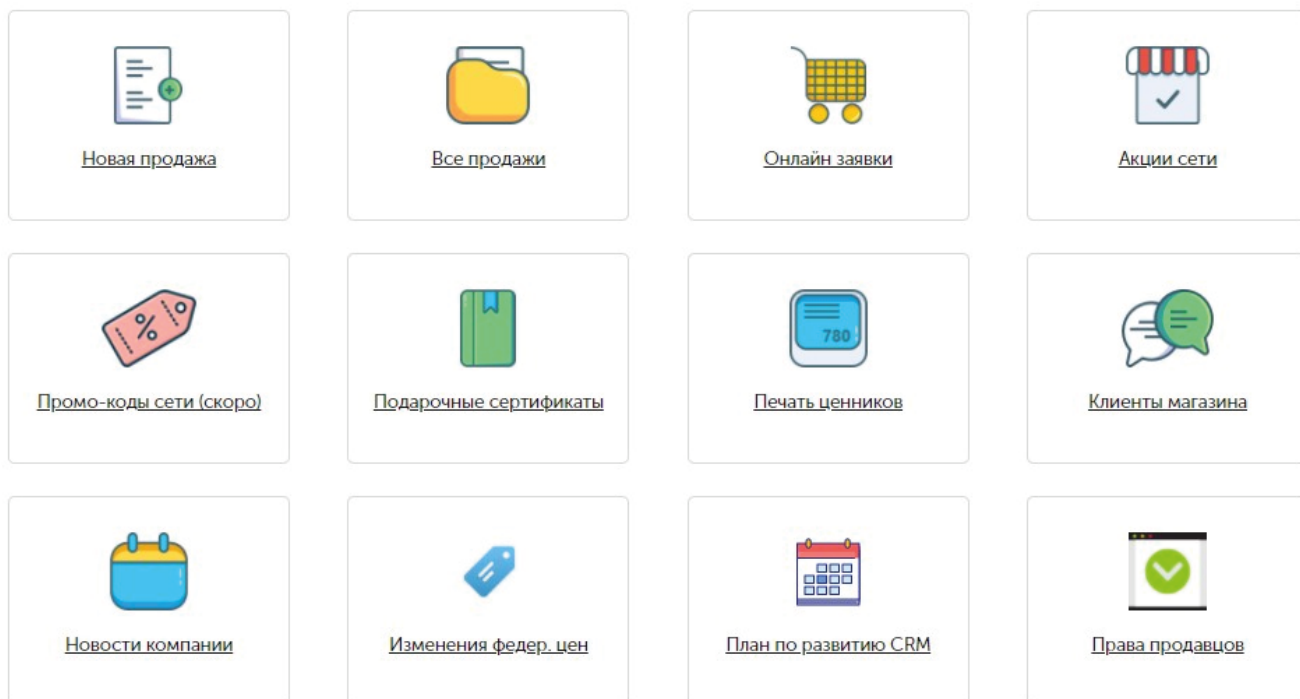 Новая продажа
Все продажи
Онлайн заявки
Акции сети
Промо-коды сети (скоро)
Подарочные сертификаты
780
Печать ценников
Клиенты магазина
Новости компании
Изменения федер. цен
План по развитию CRM
Права продавцов